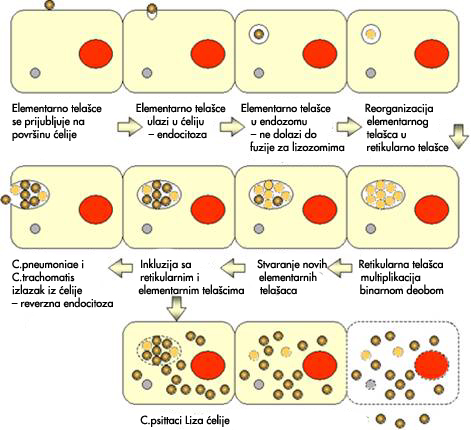 Elementarno telašce
se prijubljuje na
površinu ćelije
Elementarno telašce
ulazi u ćeliju
– endocitoza
Elementarno telašce
u endozomu
– ne dolazi do
fuzije za lizozomima
Reorganizacija
elementarnog
telašca u
retikularno telašce
C.pneumoniae i
C.trachomatis
izlazak iz ćelije
– reverzna endocitoza
Inkluzija sa
retikularnim i
elementarnim telašcima
Stvaranje novih
elementarnih
telašaca
Retikularna telašca
multiplikacija
binarnom deobom
C.psittaci Liza ćelije